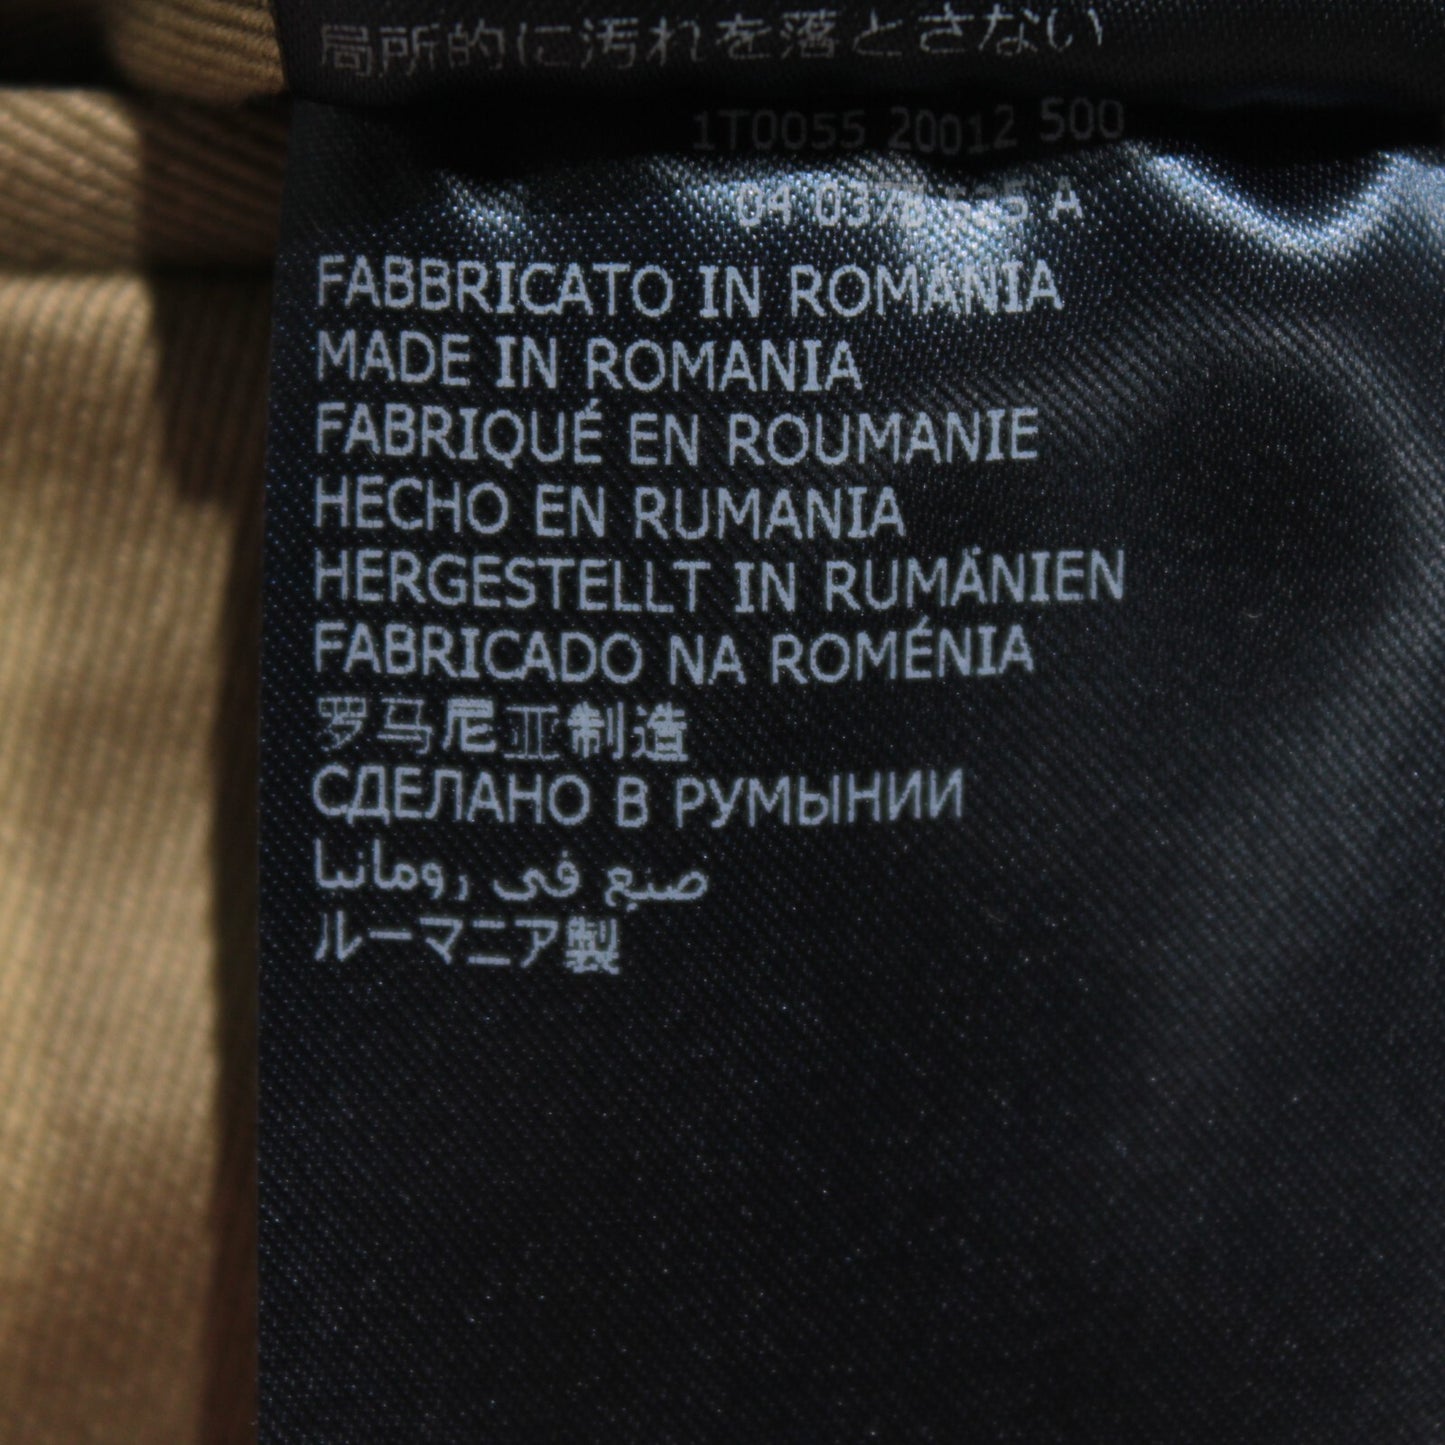 局所的に汚れを落とさない
1T0055 20012 500
04 A
FABBRICATO IN ROMANIA
MADE IN ROMANIA
FABRIQUÉ EN ROUMANIE
HECHO EN RUMANIA
HERGESTELLT IN RUMÄNIEN
FABRICADO NA ROMÉNIA
罗马尼亚制造
СДЕЛАНО В РУМЫНИИ
صنع في رومانيا
ルーマニア製